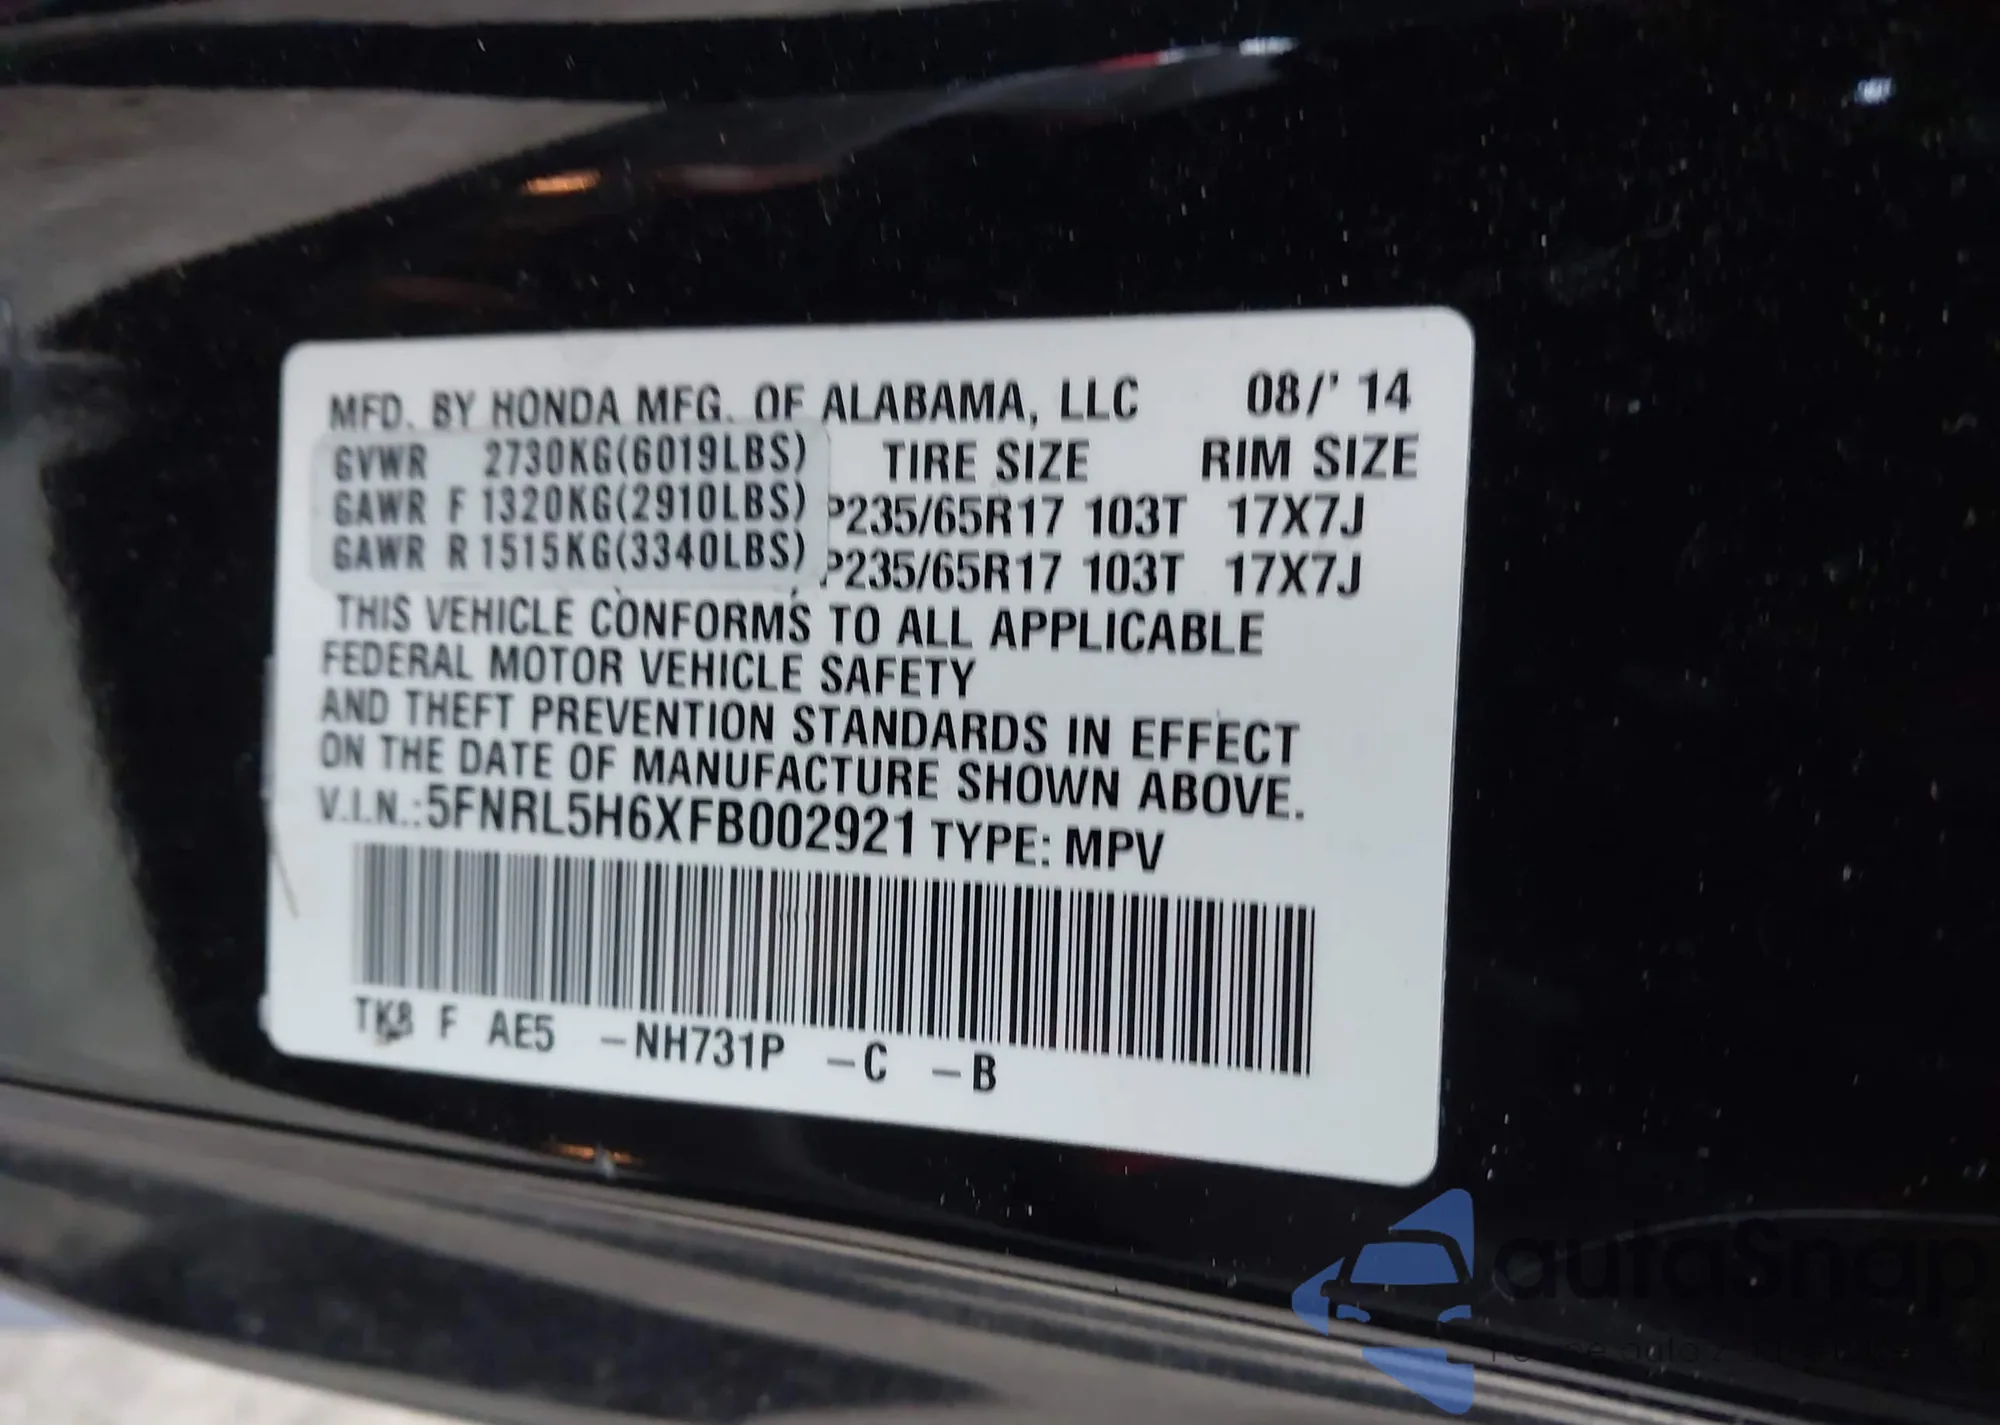 MFD. BY HONDA MFG. OF ALABAMA, LLC 08/' 14
GVWR 2730KG(6019LBS) TIRE SIZE RIM SIZE
GAWR F 1320KG(2910LBS) P235/65R17 103T 17X7J
GAWR R 1515KG(3340LBS) P235/65R17 103T 17X7J
THIS VEHICLE CONFORMS TO ALL APPLICABLE
FEDERAL MOTOR VEHICLE SAFETY
AND THEFT PREVENTION STANDARDS IN EFFECT
ON THE DATE OF MANUFACTURE SHOWN ABOVE.
V.I.N.:5FNRL5H6XFB002921 TYPE: MPV
TK8 F AE5 -NH731P -C -B
autaSnap